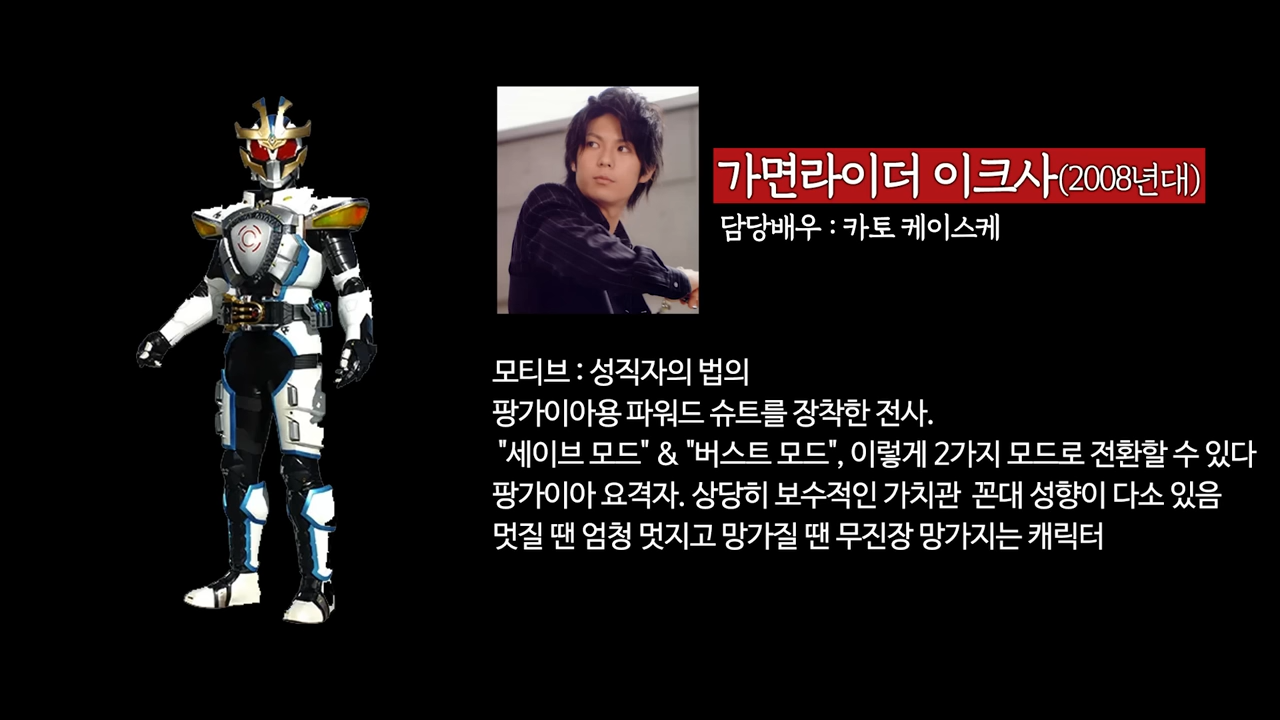 가면라이더 이크사(2008년대)
담당배우 : 카토 케이스케
모티브 : 성직자의 법의
팡가이아용 파워드 슈트를 장착한 전사.
"세이브 모드" & "버스트 모드", 이렇게 2가지 모드로 전환할 수 있다
팡가이아 요격자. 상당히 보수적인 가치관 꼰대 성향이 다소 있음
멋질 땐 엄청 멋지고 망가질 땐 무진장 망가지는 캐릭터